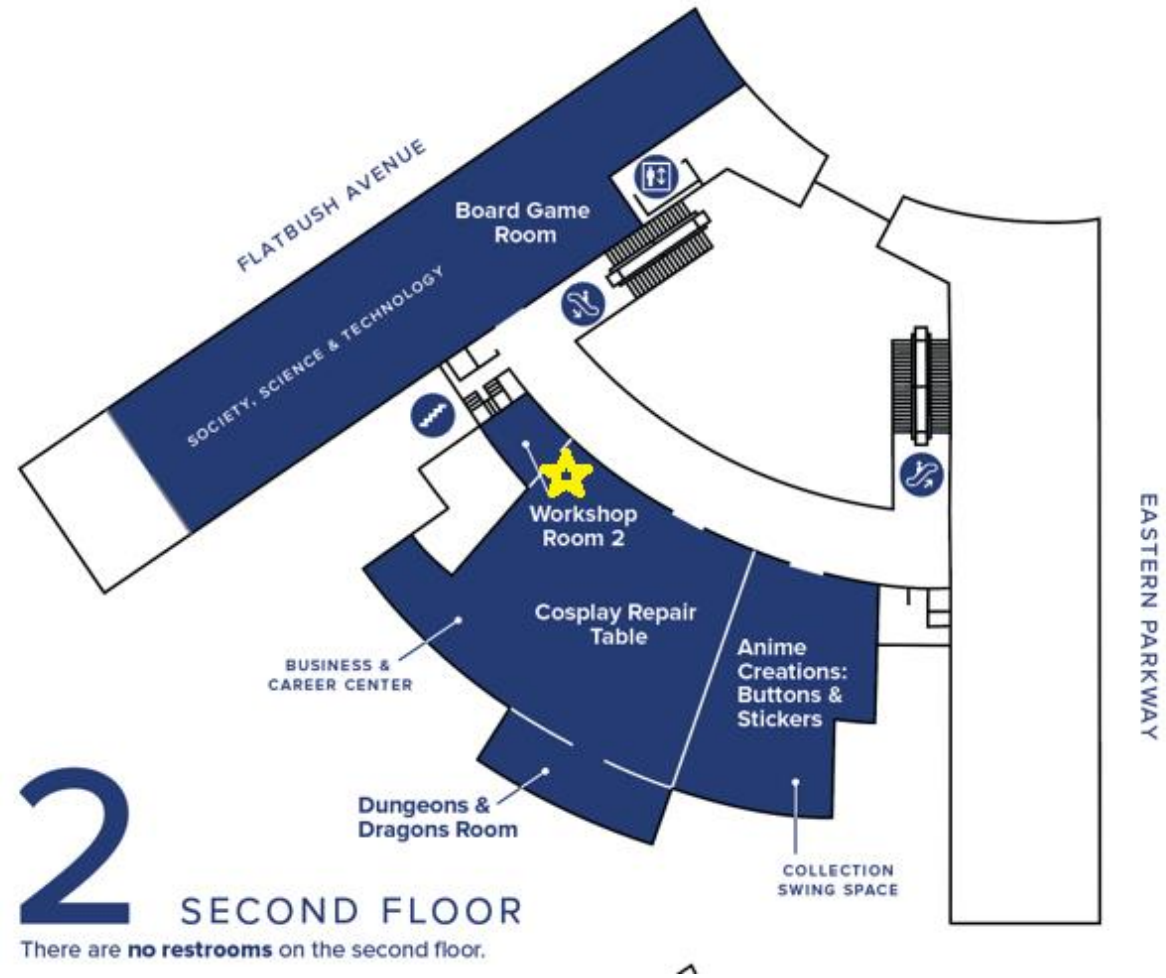 FLATBUSH AVENUE
Board Game
Room
SOCIETY, SCIENCE & TECHNOLOGY
Workshop
Room 2
Cosplay Repair
Table
Anime
Creations:
Buttons &
Stickers
BUSINESS &
CAREER CENTER
Dungeons &
Dragons Room
COLLECTION
SWING SPACE
EASTERN PARKWAY
2
SECOND FLOOR
There are no restrooms on the second floor.